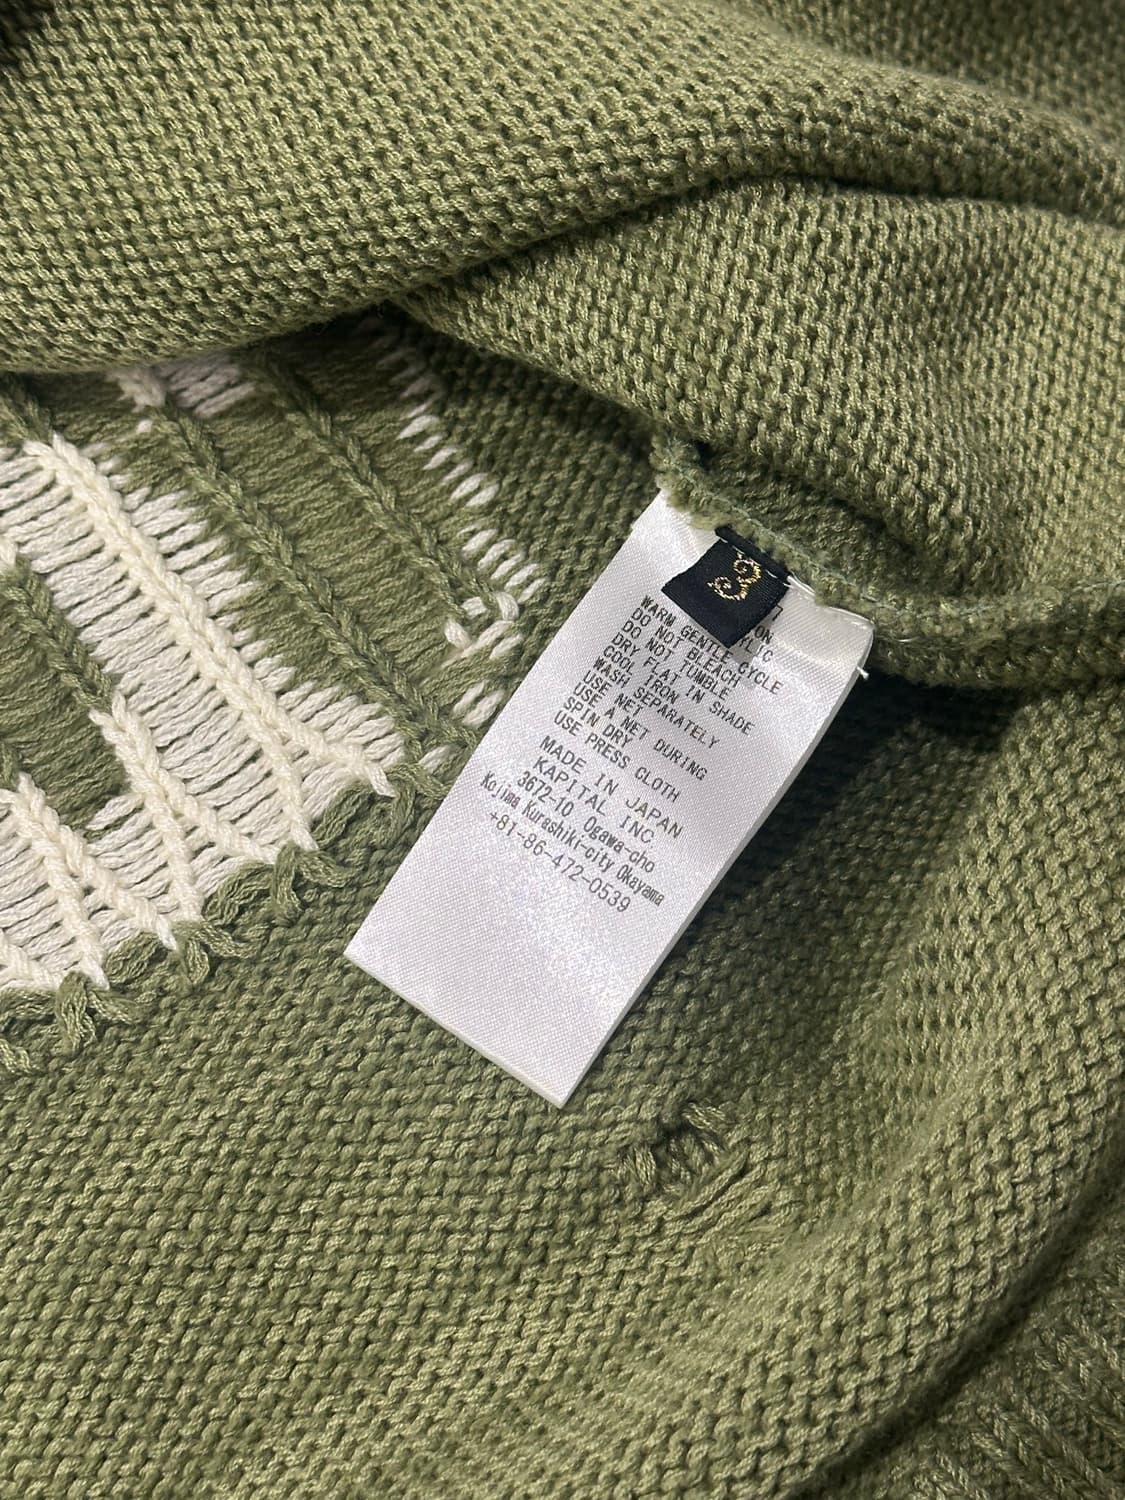 WARM GENTLE CYCLE
DO NOT BLEACH
DO NOT TUMBLE
DRY FLAT IN SHADE
COOL IRON
WASH SEPARATELY
USE NET
USE A NET DURING
SPIN DRY
USE PRESS CLOTH
MADE IN JAPAN
KAPITAL INC.
3672-10 Ogawa-cho
Kojima Kurashiki-city Okayama
+81-86-472-0539